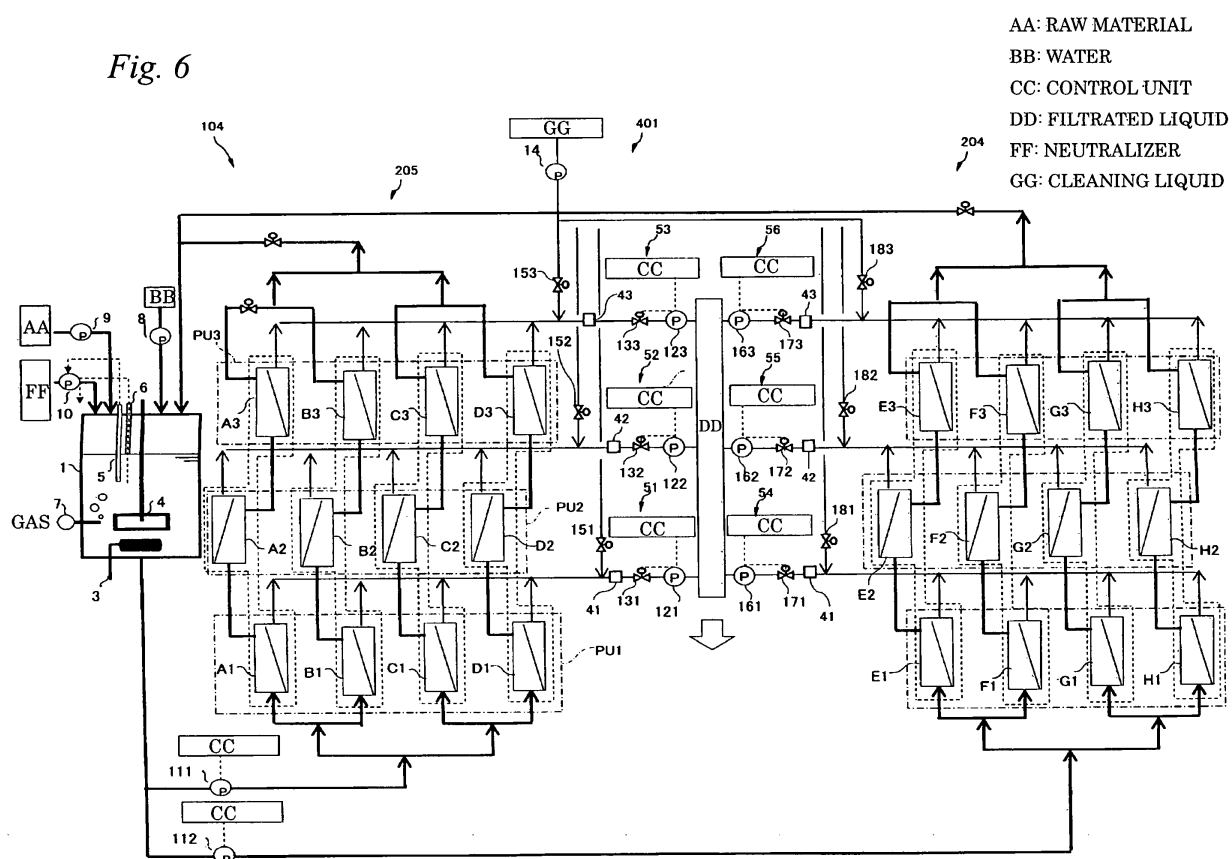 AA: RAW MATERIAL
BB: WATER
CC: CONTROL UNIT
DD: FILTRATED LIQUID
FF: NEUTRALIZER
GG: CLEANING LIQUID
Fig. 6
104
205
GG
14
P
401
204
53
CC
56
CC
153
183
43
133
P
123
P
163
173
43
AA
P
9
BB
8
P
FF
P
10
6
5
1
7
GAS
4
3
PU3
A3
B3
C3
D3
152
52
CC
55
CC
182
42
132
P
122
DD
P
162
172
42
E3
F3
G3
H3
A2
B2
C2
D2
PU2
151
51
CC
54
CC
181
41
131
P
121
P
161
171
41
E2
F2
G2
H2
A1
B1
C1
D1
PU1
E1
F1
G1
H1
CC
111
P
CC
112
P